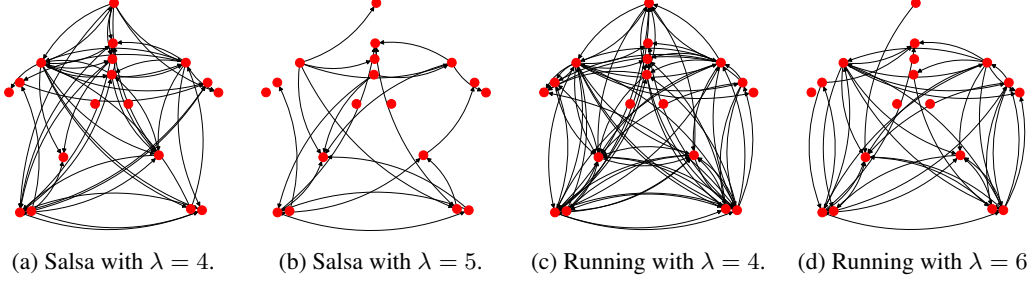 (a) Salsa with λ = 4.
(b) Salsa with λ = 5.
(c) Running with λ = 4.
(d) Running with λ = 6